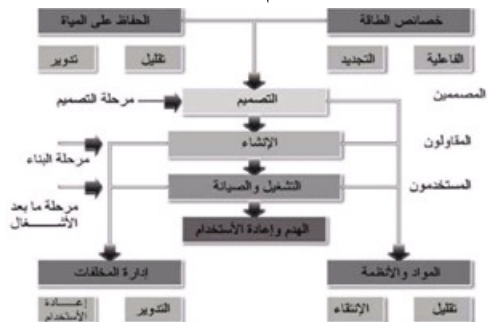 خصائص الطاقة
الحفاظ على المياة
الفاعلية
التجديد
تقليل
تدوير
المصممين
التصميم
مرحلة التصميم
المقاولون
الإنشاء
مرحلة البناء
المستخدمون
التشغيل والصيانة
مرحلة ما بعد
الأشغال
الهدم وإعادة الأستخدام
المواد والأنظمة
إدارة المخلفات
تقليل
الإنتقاء
التدوير
إعادة
الأستخدام